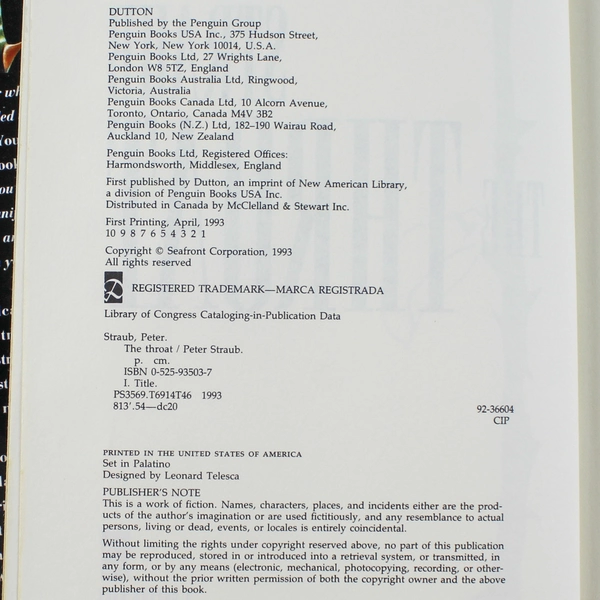 DUTTON
Published by the Penguin Group
Penguin Books USA Inc., 375 Hudson Street,
New York, New York 10014, U.S.A.
Penguin Books Ltd, 27 Wrights Lane,
London W8 5TZ, England
Penguin Books Australia Ltd, Ringwood,
Victoria, Australia
Penguin Books Canada Ltd, 10 Alcorn Avenue,
Toronto, Ontario, Canada M4V 3B2
Penguin Books (N.Z.) Ltd, 182–190 Wairau Road,
Auckland 10, New Zealand
Penguin Books Ltd, Registered Offices:
Harmondsworth, Middlesex, England
First published by Dutton, an imprint of New American Library,
a division of Penguin Books USA Inc.
Distributed in Canada by McClelland & Stewart Inc.
First Printing, April, 1993
10 9 8 7 6 5 4 3 2 1
Copyright © Seafront Corporation, 1993
All rights reserved
REGISTERED TRADEMARK—MARCA REGISTRADA
Library of Congress Cataloging-in-Publication Data
Straub, Peter.
The throat / Peter Straub.
p. cm.
ISBN 0-525-93503-7
I. Title.
PS3569.T6914T46 1993
813'.54—dc20
92-36604
CIP
PRINTED IN THE UNITED STATES OF AMERICA
Set in Palatino
Designed by Leonard Telesca
PUBLISHER'S NOTE
This is a work of fiction. Names, characters, places, and incidents either are the prod-
ucts of the author's imagination or are used fictitiously, and any resemblance to actual
persons, living or dead, events, or locales is entirely coincidental.
Without limiting the rights under copyright reserved above, no part of this publication
may be reproduced, stored in or introduced into a retrieval system, or transmitted, in
any form, or by any means (electronic, mechanical, photocopying, recording, or other-
wise), without the prior written permission of both the copyright owner and the above
publisher of this book.